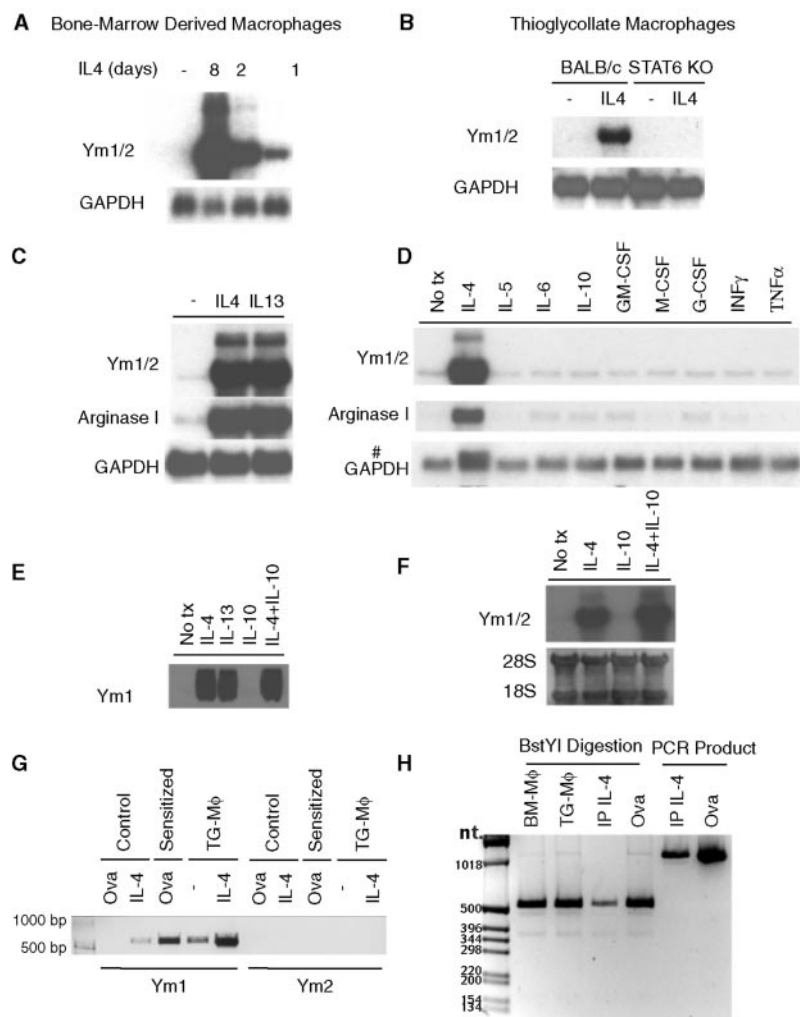 A Bone-Marrow Derived Macrophages
IL4 (days) - 8 2 1
Ym1/2
GAPDH
B Thioglycollate Macrophages
BALB/c STAT6 KO
- IL4 - IL4
Ym1/2
GAPDH
C
- IL4 IL13
Ym1/2
Arginase I
GAPDH
D
No tx IL-4 IL-5 IL-6 IL-10 GM-CSF M-CSF G-CSF INFγ TNFα
Ym1/2
Arginase I
#
GAPDH
E
No tx IL-4 IL-13 IL-10 IL-4+IL-10
Ym1
F
No tx IL-4 IL-10 IL-4+IL-10
Ym1/2
28S
18S
G
Control Sensitized TG-MΦ Control Sensitized TG-MΦ
Ova IL-4 Ova - IL-4 Ova IL-4 Ova - IL-4
1000 bp
500 bp
Ym1 Ym2
H
BstYI Digestion PCR Product
BM-MΦ TG-MΦ IP IL-4 Ova IP IL-4 Ova
nt.
1018
500
396
344
298
220
200
154
134